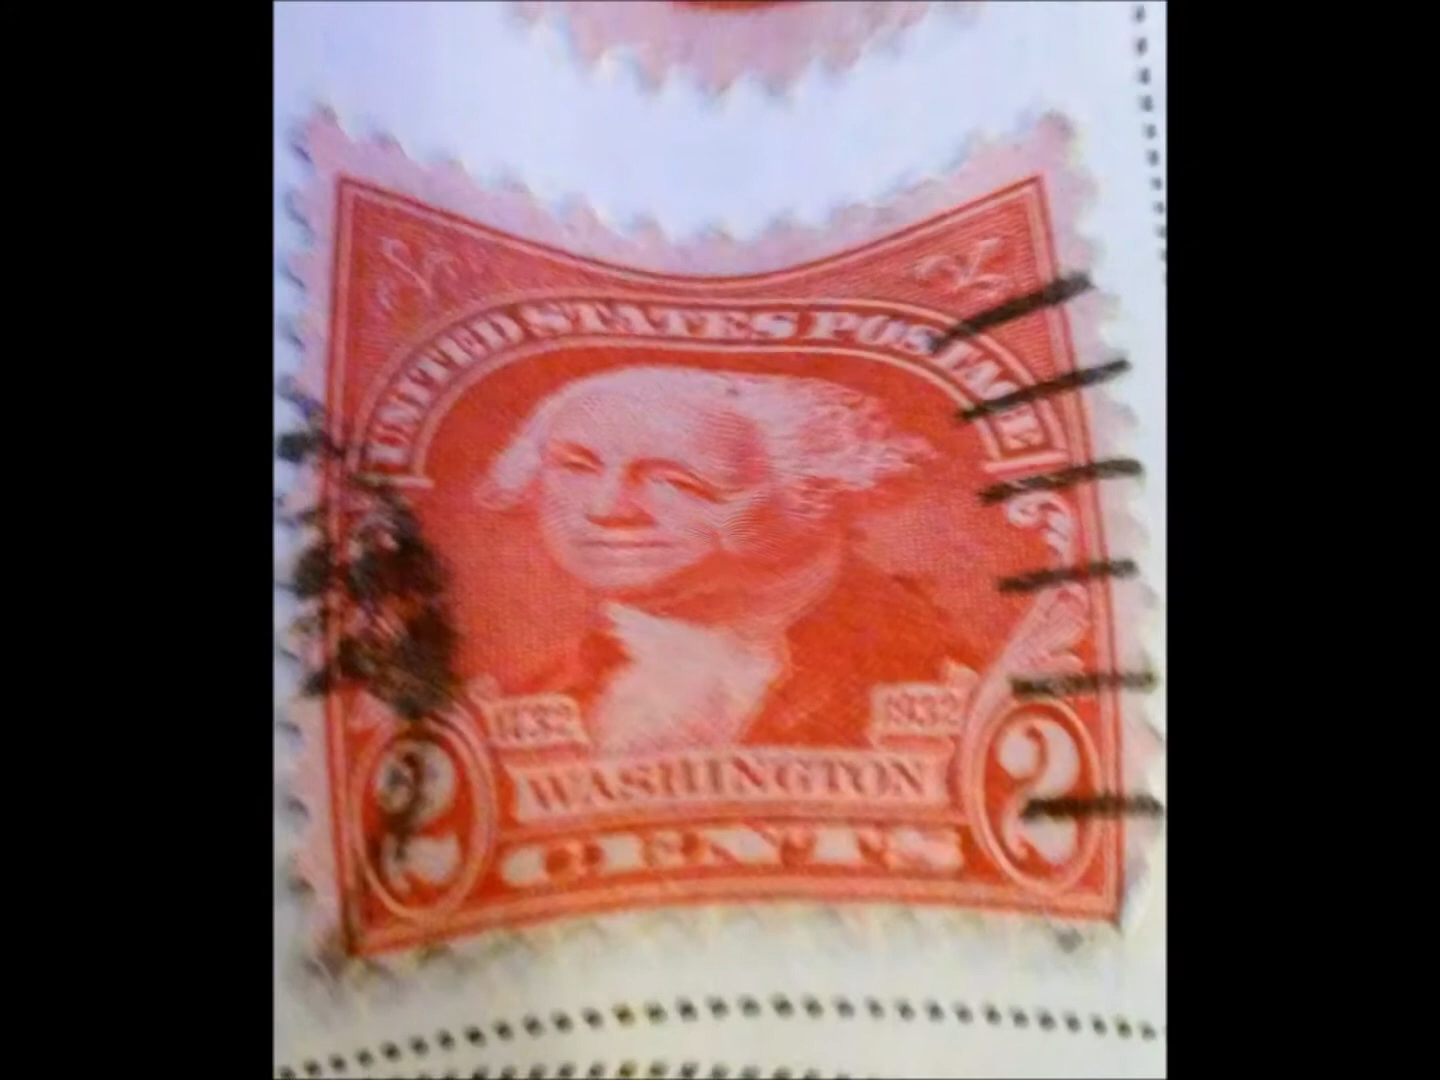 UNITED STATES POSTAGE
1732 1932
WASHINGTON
2 CENTS 2